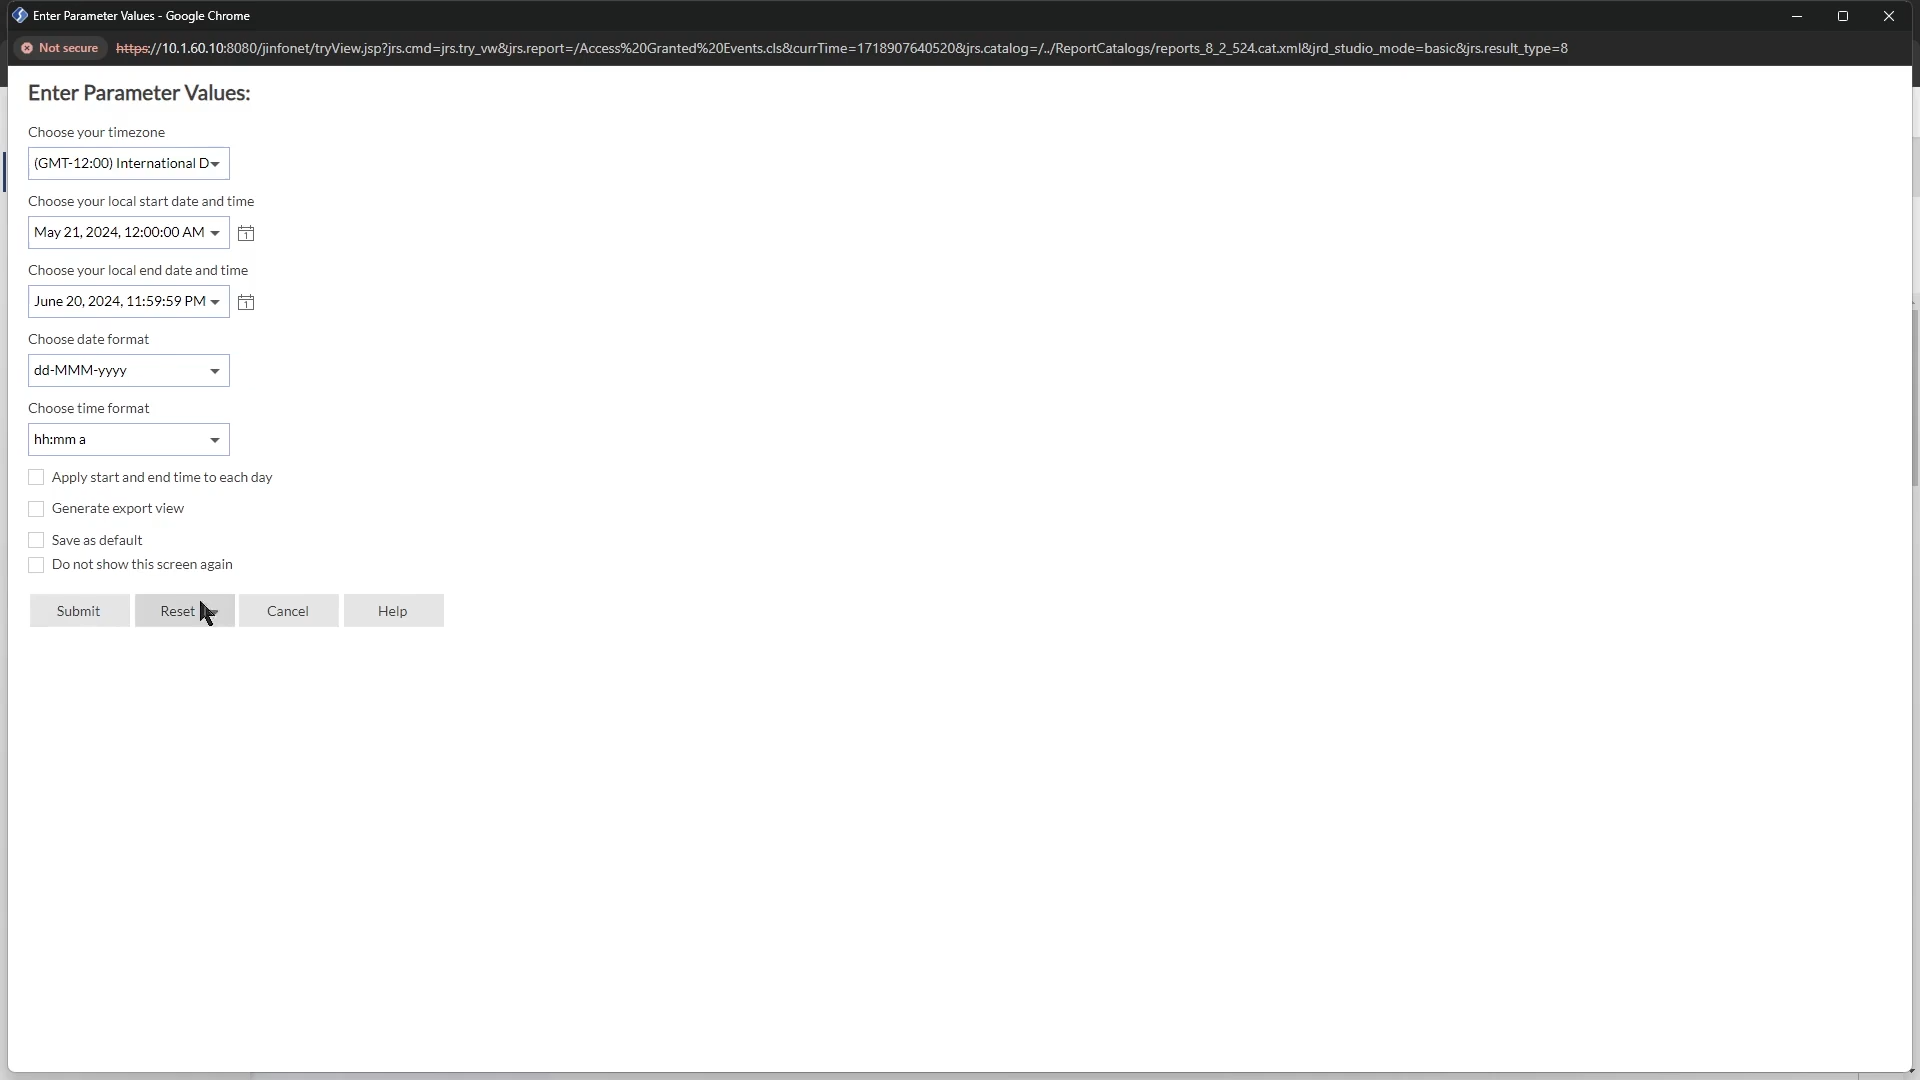 Enter Parameter Values - Google Chrome
Not secure https://10.1.60.10:8080/jinfonet/tryView.jsp?jrs.cmd=jrs.try_vw&jrs.report=/Access%20Granted%20Events.cls&currTime=1718907640520&jrs.catalog=/../ReportCatalogs/reports_8_2_524.cat.xml&jrd_studio_mode=basic&jrs.result_type=8
Enter Parameter Values:
Choose your timezone
(GMT-12:00) International D
Choose your local start date and time
May 21, 2024, 12:00:00 AM
Choose your local end date and time
June 20, 2024, 11:59:59 PM
Choose date format
dd-MMM-yyyy
Choose time format
hh:mm a
Apply start and end time to each day
Generate export view
Save as default
Do not show this screen again
Submit Reset Cancel Help